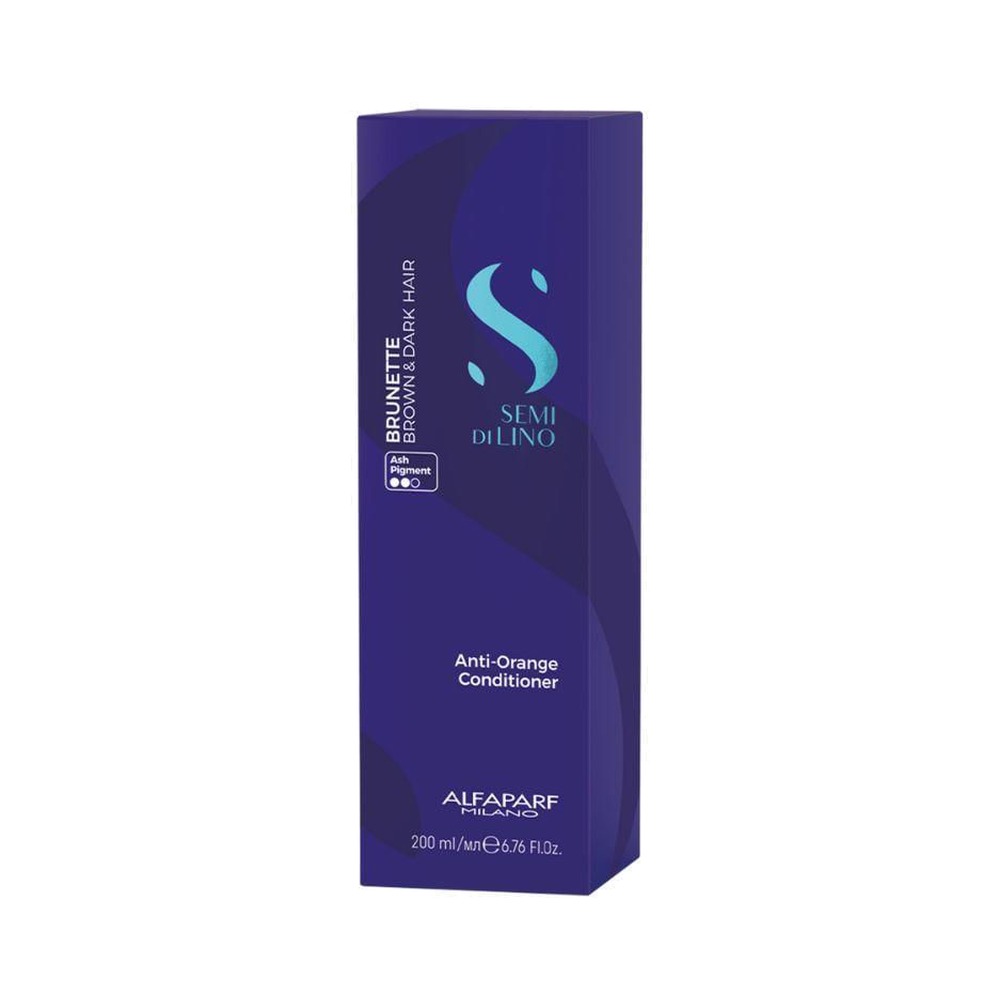 BRUNETTE
BROWN & DARK HAIR
Ash
Pigment
SEMI
DI LINO
Anti-Orange
Conditioner
ALFAPARF
MILANO
200 ml/мл ℮ 6.76 Fl.Oz.